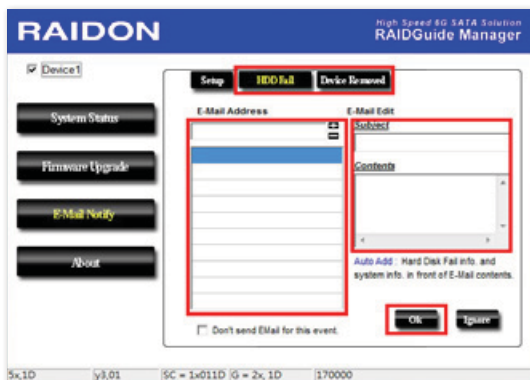 RAIDON
High Speed 6G SATA Solution
RAIDGuide Manager
Device1
Setup
HDD Fail
Device Removed
System Status
Firmware Upgrade
E-Mail Notify
About
E-Mail Address
E-Mail Edit
Subject
Contents
Auto Add : Hard Disk Fail info. and
system info. in front of E-Mail contents.
Ok
Ignore
Don't send EMail for this event.
5x,1D
y3,01
SC = 1x011D
G = 2x, 1D
170000